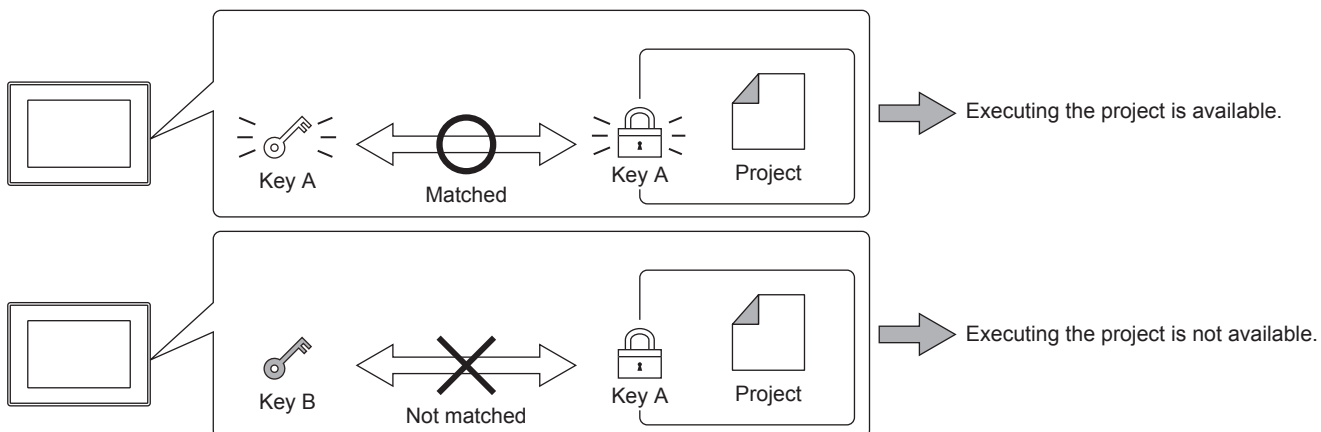 Executing the project is available.
Key A
Matched
Key A
Project
Executing the project is not available.
Key B
Not matched
Key A
Project